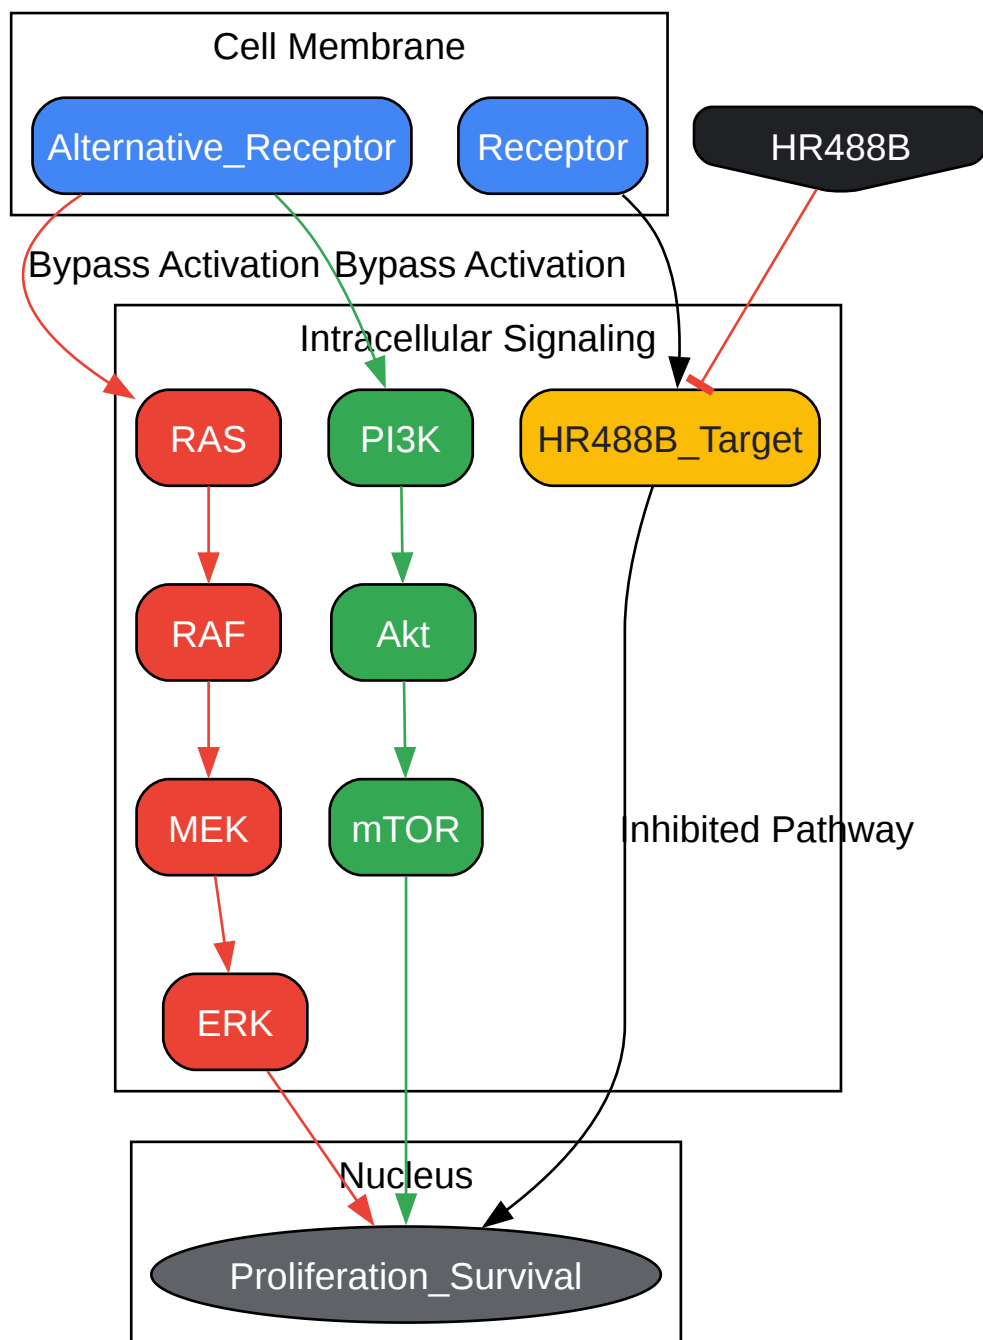 Cell Membrane
Alternative_Receptor
Receptor
HR488B
Bypass Activation
Bypass Activation
Intracellular Signaling
RAS
PI3K
HR488B_Target
RAF
Akt
MEK
mTOR
Inhibited Pathway
ERK
Nucleus
Proliferation_Survival